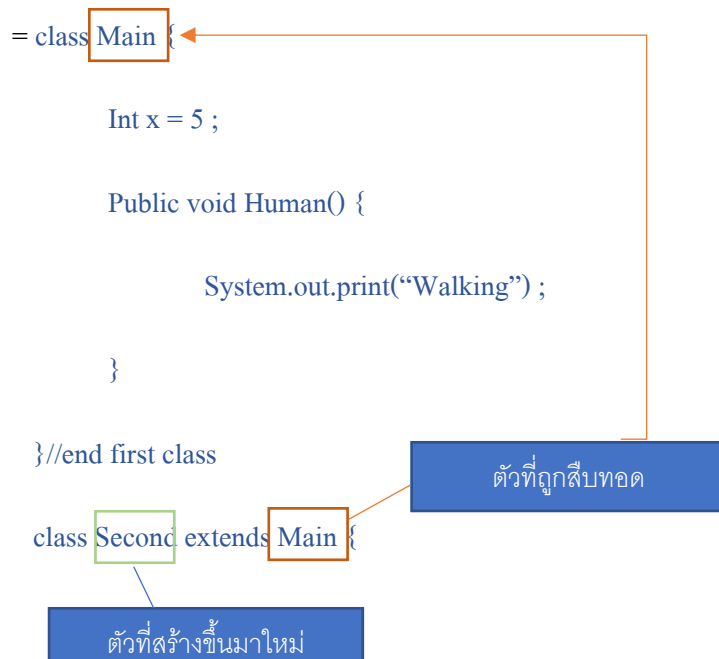 = class Main {
Int x = 5 ;
Public void Human() {
System.out.print(“Walking”) ;
}
}//end first class
ตัวที่ถูกสืบทอด
class Second extends Main {
ตัวที่สร้างขึ้นมาใหม่